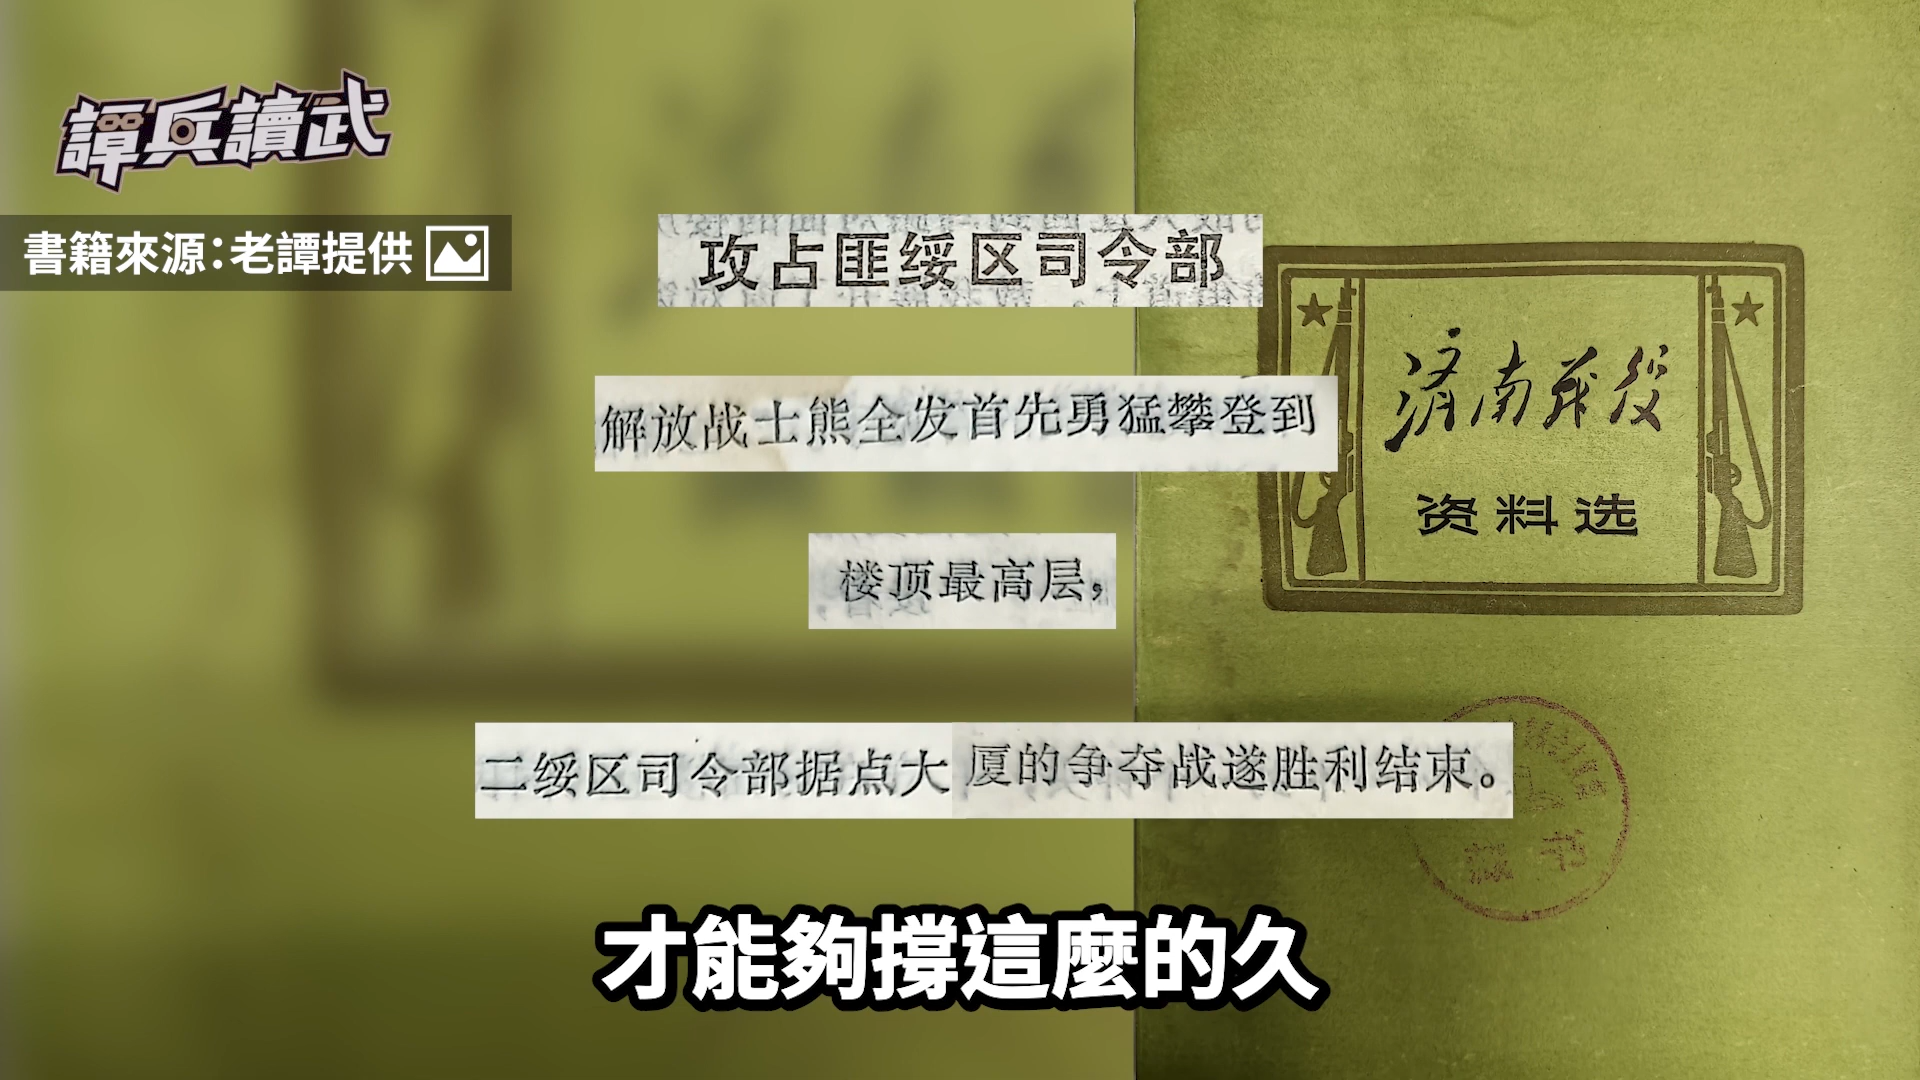 譚兵讀武
書籍來源：老譚提供
攻占匪绥区司令部
解放战士熊全发首先勇猛攀登到
楼顶最高层，
二绥区司令部据点大厦的争夺战遂胜利结束。
济南战役
资料选
才能夠撐這麼的久